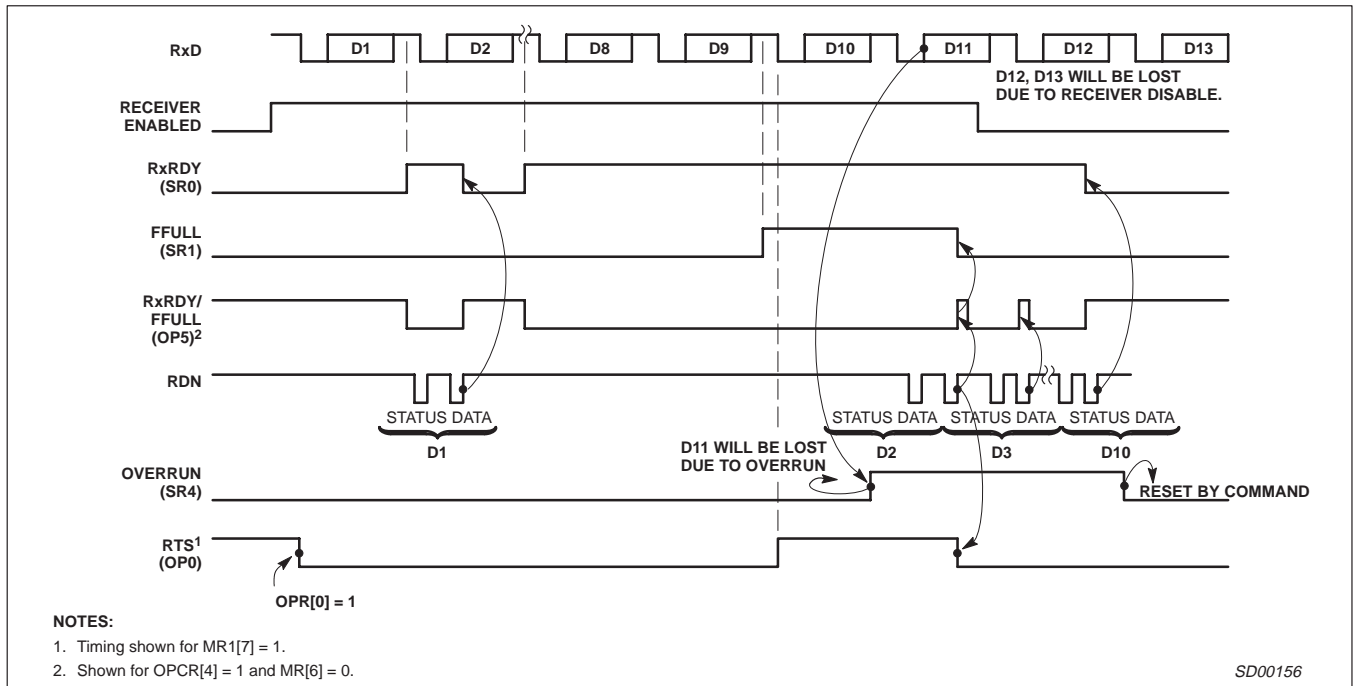 RxD
D1 D2 D8 D9 D10 D11 D12 D13
D12, D13 WILL BE LOST
DUE TO RECEIVER DISABLE.
RECEIVER
ENABLED
RxRDY
(SR0)
FFULL
(SR1)
RxRDY/
FFULL
(OP5)2
RDN
STATUS DATA STATUS DATA STATUS DATA STATUS DATA
D1 D2 D3 D10
D11 WILL BE LOST
DUE TO OVERRUN
OVERRUN
(SR4)
RESET BY COMMAND
RTS1
(OP0)
OPR[0] = 1
NOTES:
1. Timing shown for MR1[7] = 1.
2. Shown for OPCR[4] = 1 and MR[6] = 0.
SD00156